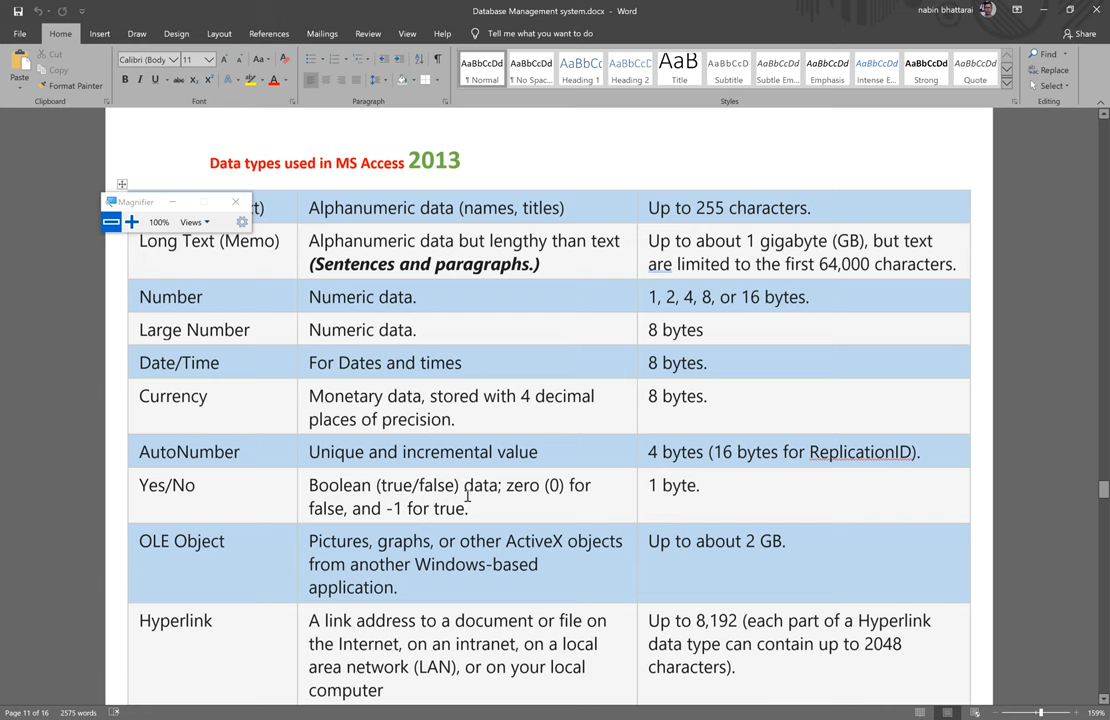 Database Management system.docx - Word
nabin bhattarai
File Home Insert Draw Design Layout References Mailings Review View Help Tell me what you want to do Share
Paste
Cut
Copy
Format Painter
Clipboard
Calibri (Body 11
Font
Paragraph
AaBbCcDd AaBbCcDd AaBbCc AaBbCcD AaB AaBbCcD AaBbCcDd AaBbCcDd AaBbCcDd AaBbCcDd AaBbCcDd
¶ Normal ¶ No Spac... Heading 1 Heading 2 Title Subtitle Subtle Em... Emphasis Intense E... Strong Quote
Styles
Find
Replace
Select
Editing
Data types used in MS Access 2013
Magnifier
100% Views
Alphanumeric data (names, titles)
Up to 255 characters.
Long Text (Memo)
Alphanumeric data but lengthy than text
(Sentences and paragraphs.)
Up to about 1 gigabyte (GB), but text
are limited to the first 64,000 characters.
Number
Numeric data.
1, 2, 4, 8, or 16 bytes.
Large Number
Numeric data.
8 bytes
Date/Time
For Dates and times
8 bytes.
Currency
Monetary data, stored with 4 decimal
places of precision.
8 bytes.
AutoNumber
Unique and incremental value
4 bytes (16 bytes for ReplicationID).
Yes/No
Boolean (true/false) data; zero (0) for
false, and -1 for true.
1 byte.
OLE Object
Pictures, graphs, or other ActiveX objects
from another Windows-based
application.
Up to about 2 GB.
Hyperlink
A link address to a document or file on
the Internet, on an intranet, on a local
area network (LAN), or on your local
computer
Up to 8,192 (each part of a Hyperlink
data type can contain up to 2048
characters).
Page 11 of 16 2575 words
159%